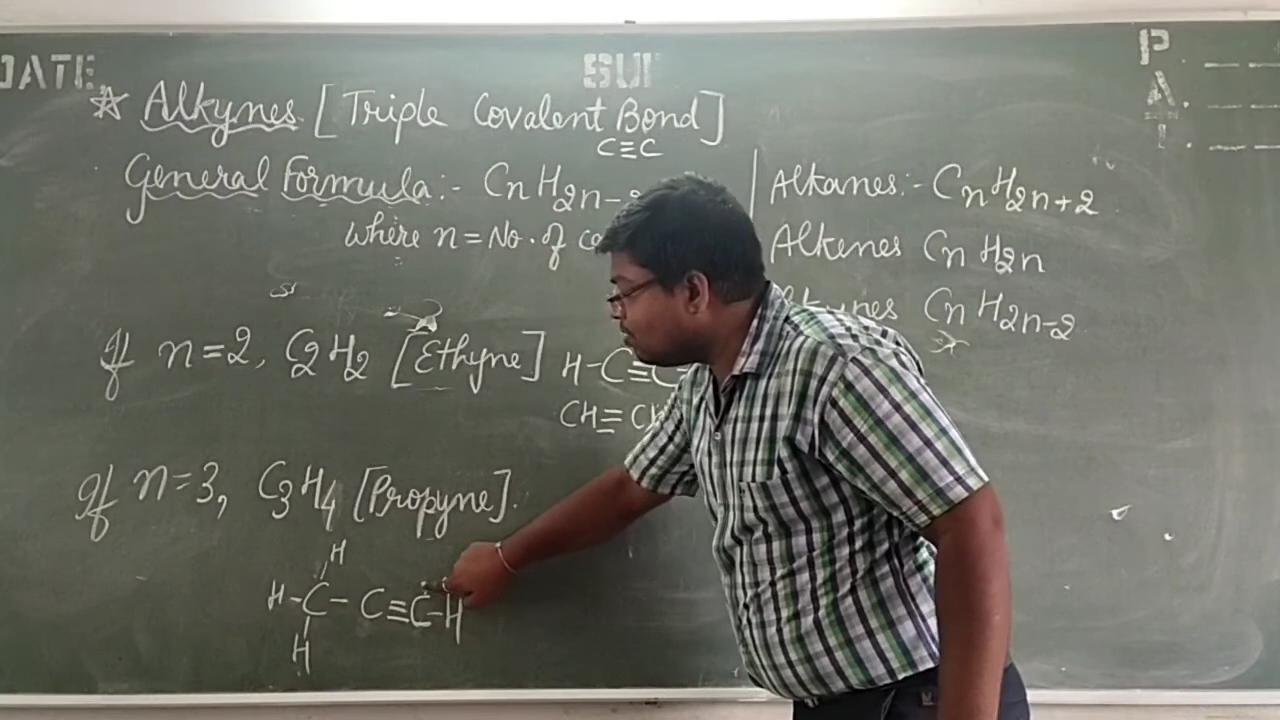 DATE
SUB
P.
A.
I.
☆ Alkynes [Triple Covalent Bond]
C≡C
General Formula:- CnH2n-
where n = No. of
Alkanes:- CnH2n+2
Alkenes CnH2n
Alkynes CnH2n-2
If n=2, C2H2 [Ethyne] H-C≡C
CH≡CH
If n=3, C3H4 [Propyne].
H
H-C-C≡C-H
H